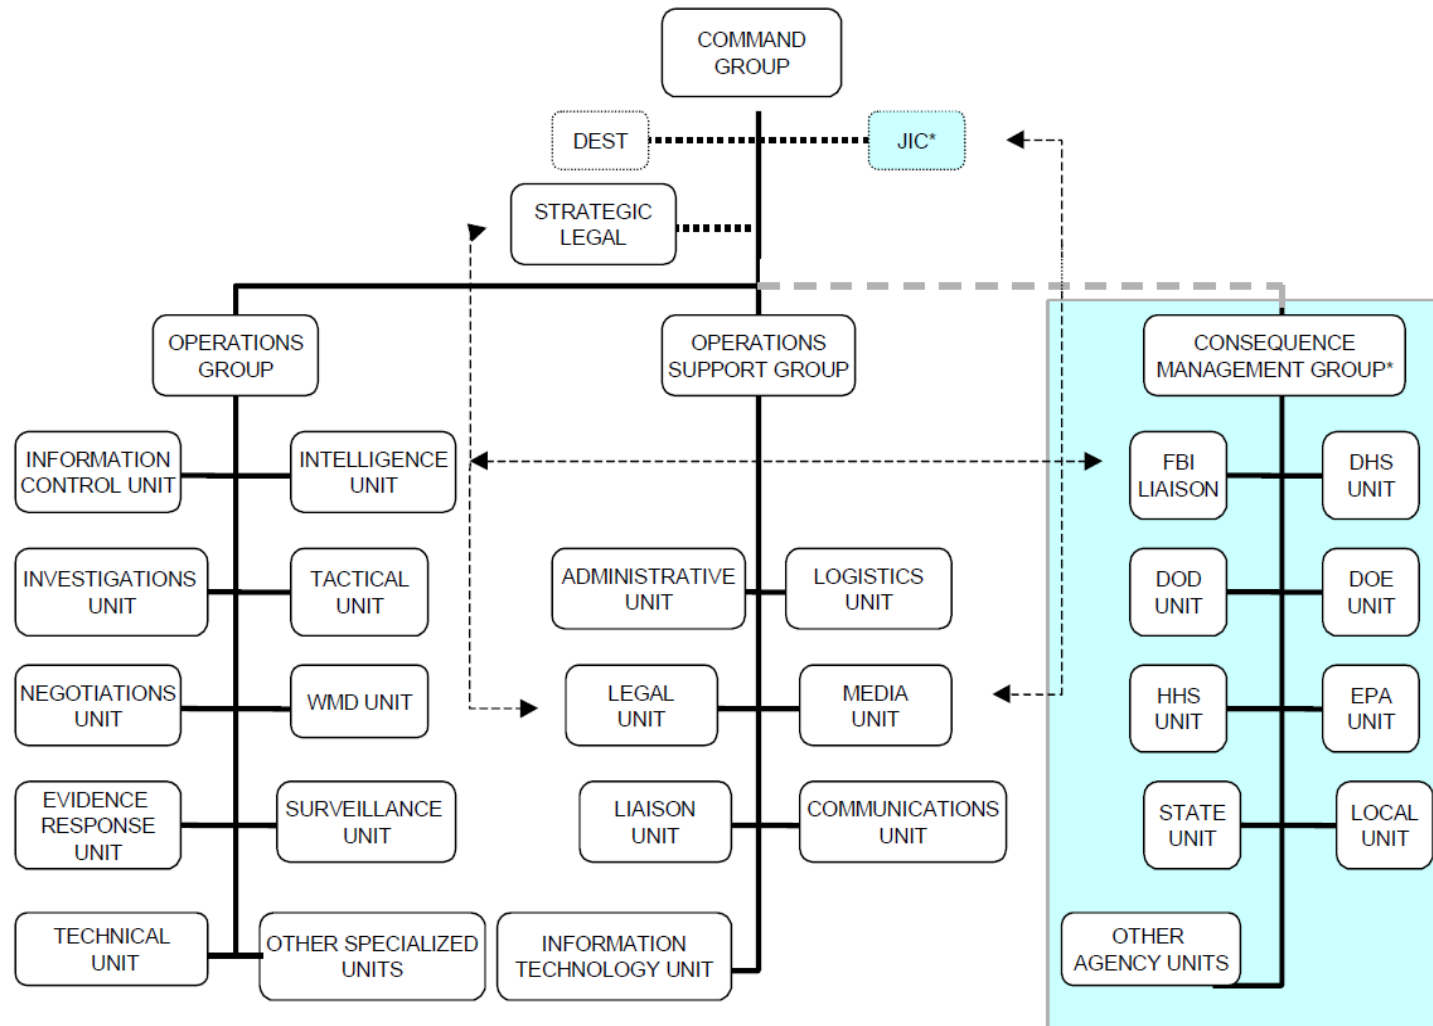 COMMAND
GROUP
DEST
JIC*
STRATEGIC
LEGAL
OPERATIONS
GROUP
OPERATIONS
SUPPORT GROUP
CONSEQUENCE
MANAGEMENT GROUP*
INFORMATION
CONTROL UNIT
INTELLIGENCE
UNIT
FBI
LIAISON
DHS
UNIT
INVESTIGATIONS
UNIT
TACTICAL
UNIT
ADMINISTRATIVE
UNIT
LOGISTICS
UNIT
DOD
UNIT
DOE
UNIT
NEGOTIATIONS
UNIT
WMD UNIT
LEGAL
UNIT
MEDIA
UNIT
HHS
UNIT
EPA
UNIT
EVIDENCE
RESPONSE
UNIT
SURVEILLANCE
UNIT
LIAISON
UNIT
COMMUNICATIONS
UNIT
STATE
UNIT
LOCAL
UNIT
TECHNICAL
UNIT
OTHER SPECIALIZED
UNITS
INFORMATION
TECHNOLOGY UNIT
OTHER
AGENCY UNITS